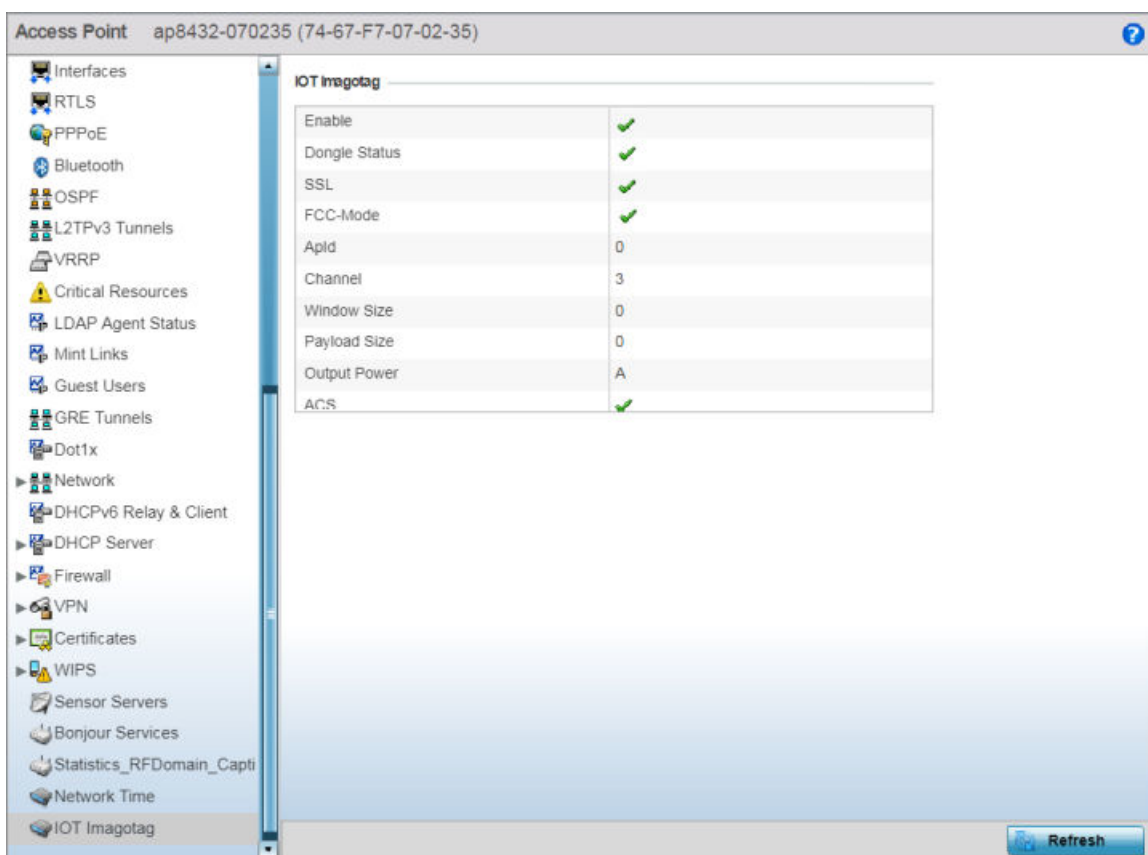 Access Point ap8432-070235 (74-67-F7-07-02-35)
Interfaces
RTLS
PPPoE
Bluetooth
OSPF
L2TPv3 Tunnels
VRRP
Critical Resources
LDAP Agent Status
Mint Links
Guest Users
GRE Tunnels
Dot1x
Network
DHCPv6 Relay & Client
DHCP Server
Firewall
VPN
Certificates
WIPS
Sensor Servers
Bonjour Services
Statistics_RFDomain_Capti
Network Time
IOT Imagotag
IOT Imagotag
Enable
Dongle Status
SSL
FCC-Mode
ApId 0
Channel 3
Window Size 0
Payload Size 0
Output Power A
ACS
Refresh